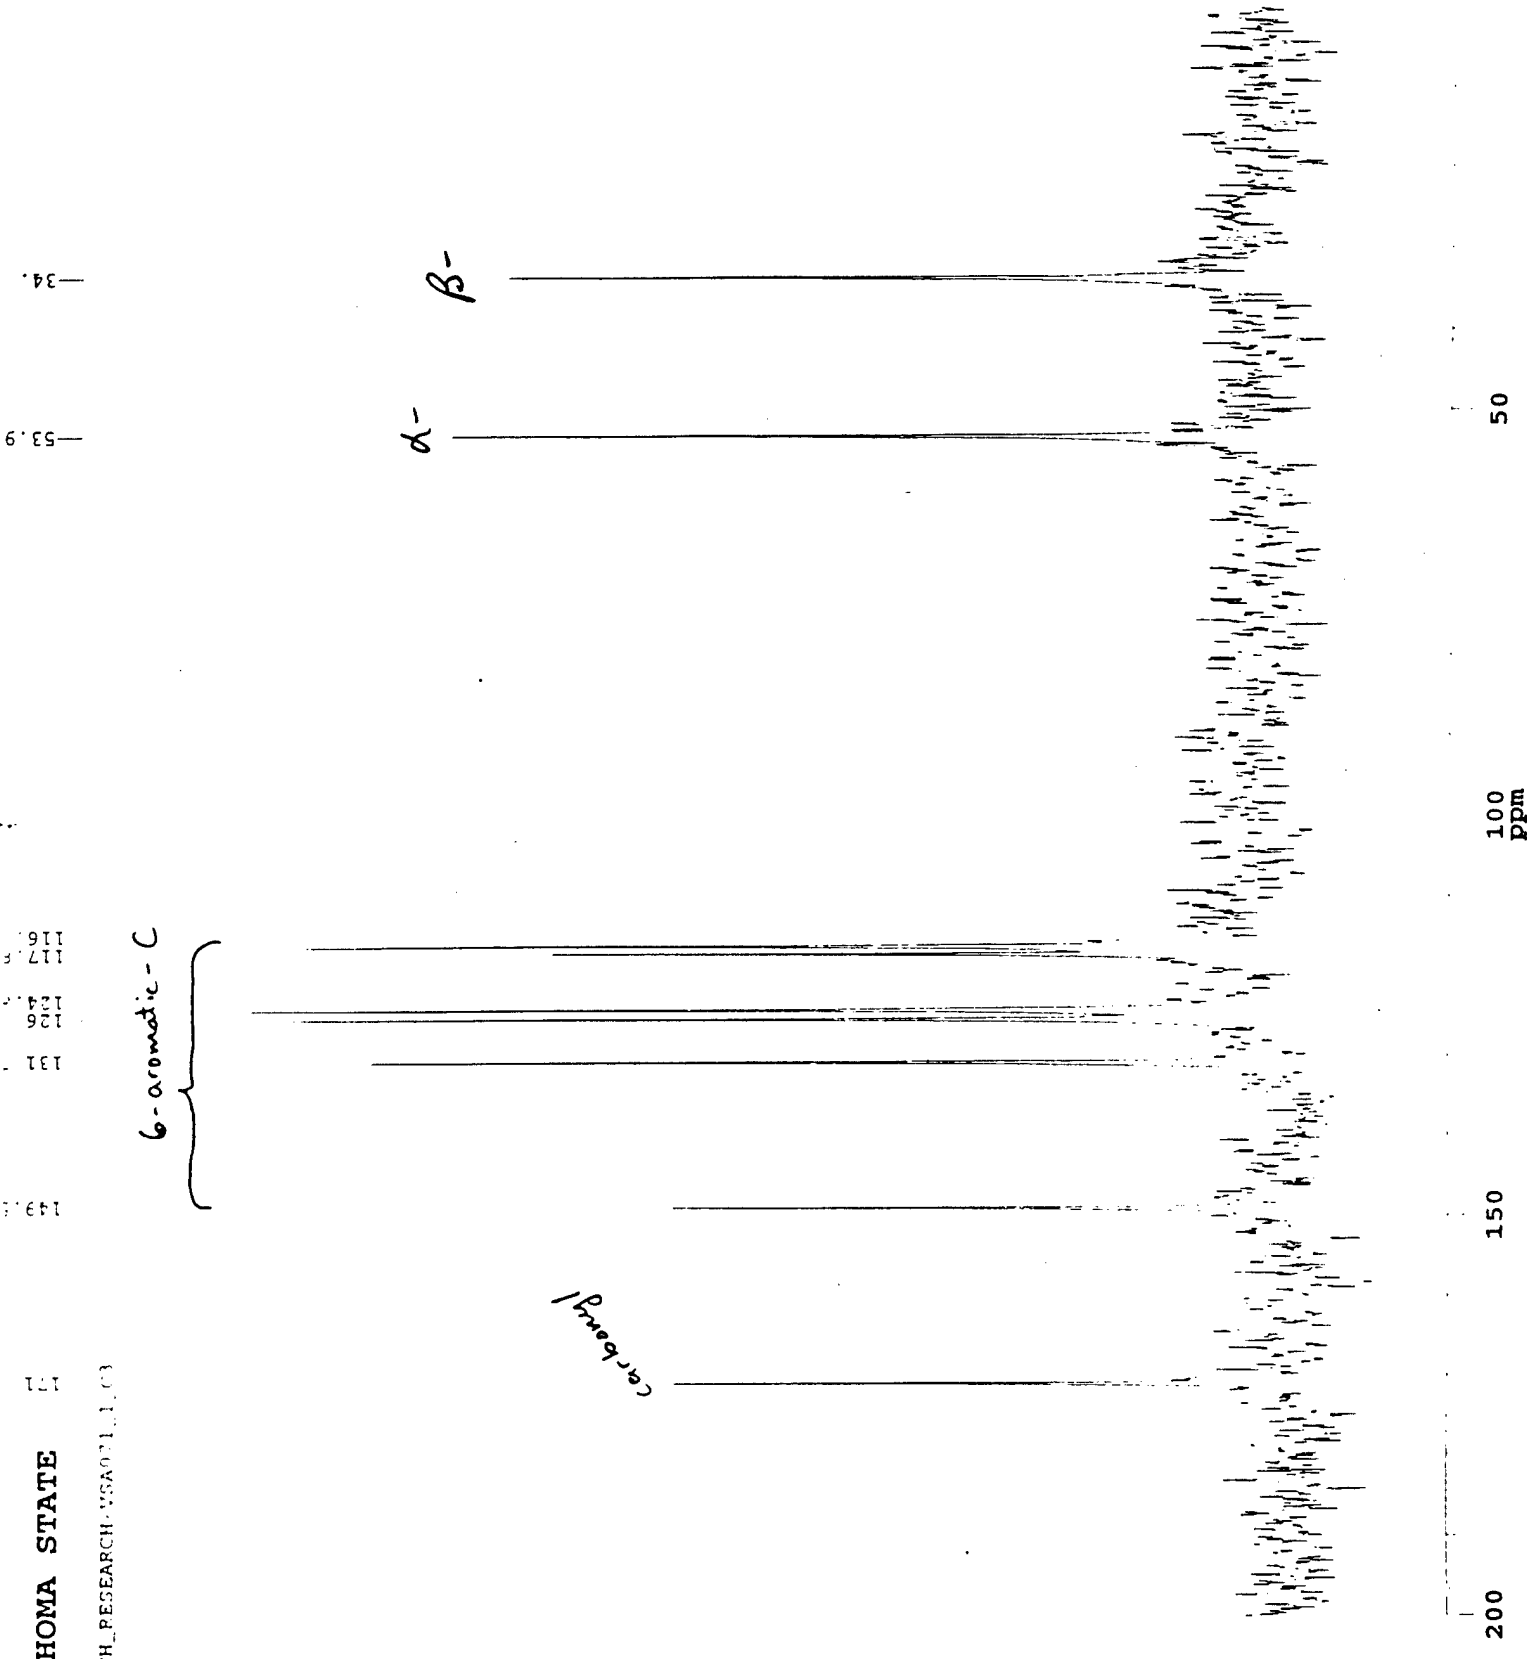 HOMA STATE
H_RESEARCH
171
149.
131
126
124.
117.
116.
53.9
34.
6-aromatic-C
carbonyl
α-
β-
200
150
100
50
ppm